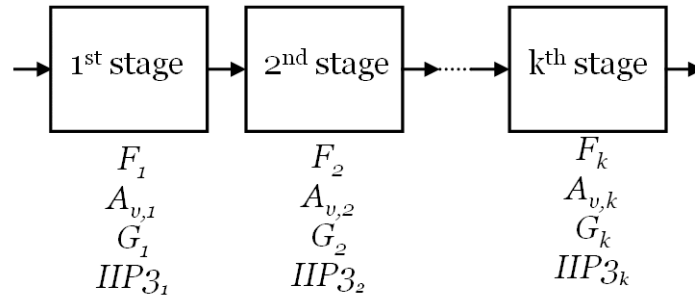 1st stage
2nd stage
kth stage
F1
Av,1
G1
IIP31
F2
Av,2
G2
IIP32
Fk
Av,k
Gk
IIP3k